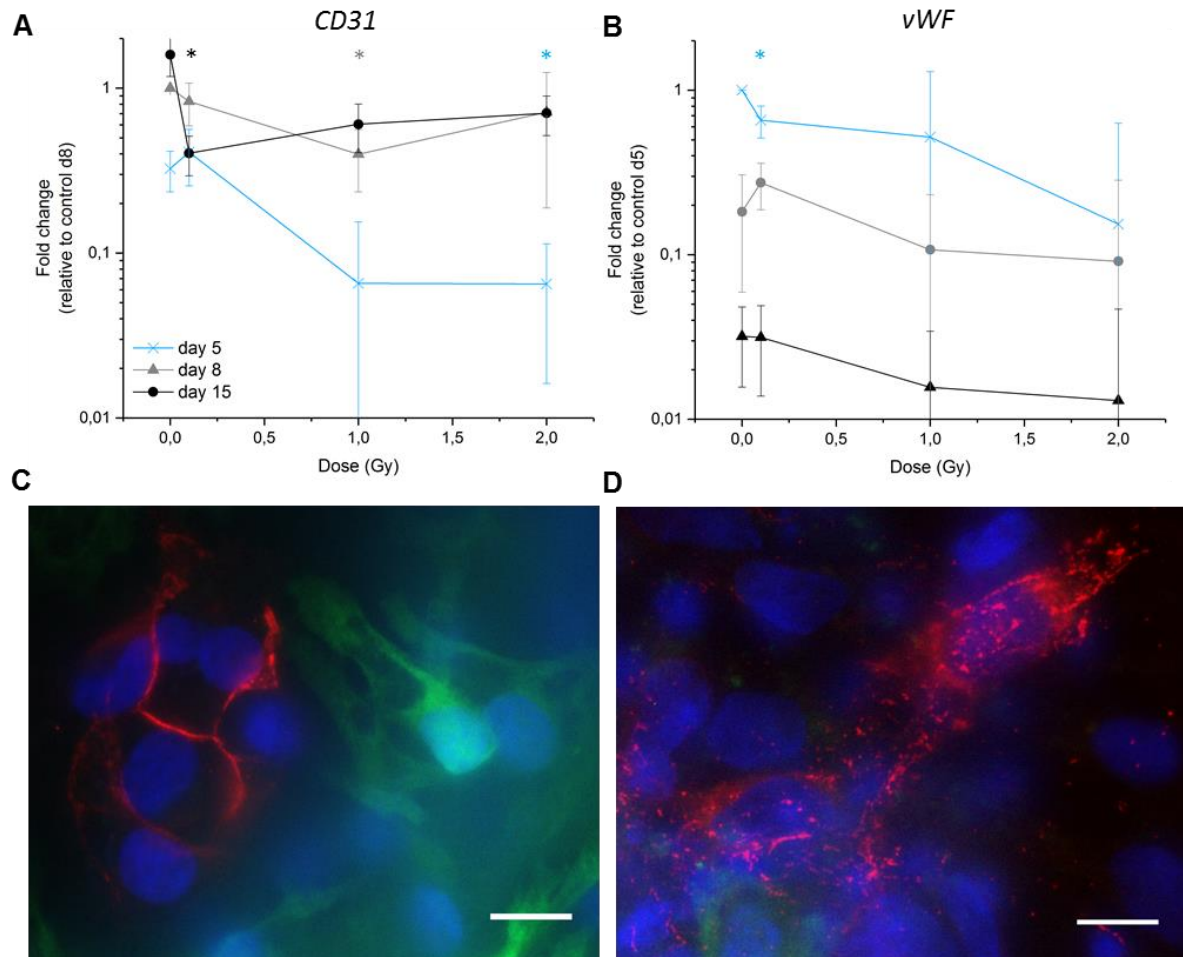 A
CD31
*
*
*
1
0,1
0,01
Fold change
(relative to control d8)
day 5
day 8
day 15
0,0 0,5 1,0 1,5 2,0
Dose (Gy)
B
vWF
*
1
0,1
0,01
Fold change
(relative to control d5)
0,0 0,5 1,0 1,5 2,0
Dose (Gy)
C
D